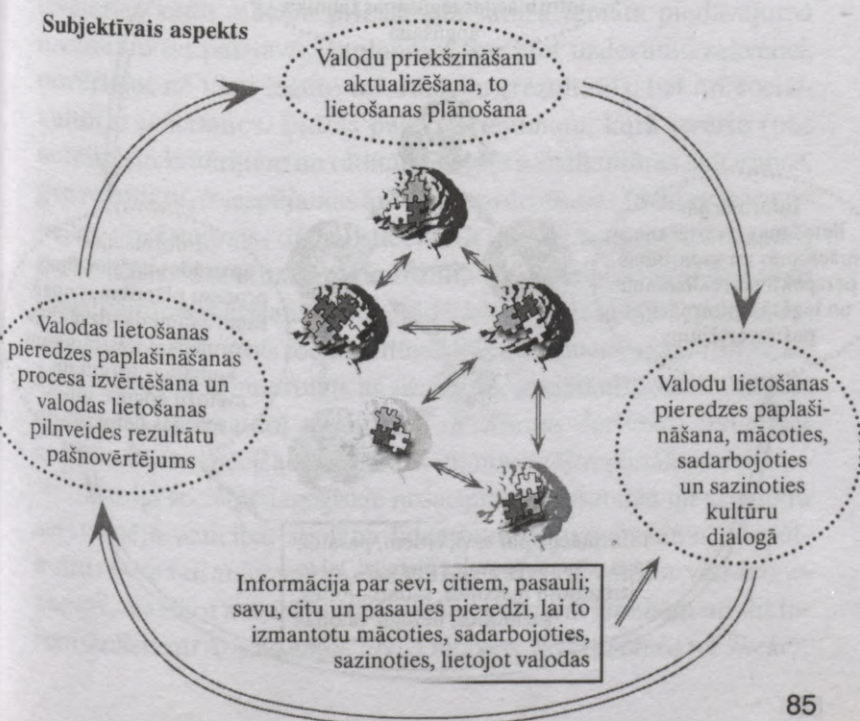 Subjektīvais aspekts
Valodu priekšzināšanu
aktualizēšana, to
lietošanas plānošana
Valodas lietošanas
pieredzes paplašināšanas
procesa izvērtēšana un
valodas lietošanas
pilnveides rezultātu
pašnovērtējums
Valodu lietošanas
pieredzes paplaši-
nāšana, mācoties,
sadarbojoties
un sazinoties
kultūru
dialogā
Informācija par sevi, citiem, pasauli;
savu, citu un pasaules pieredzi, lai to
izmantotu mācoties, sadarbojoties,
sazinoties, lietojot valodas
85